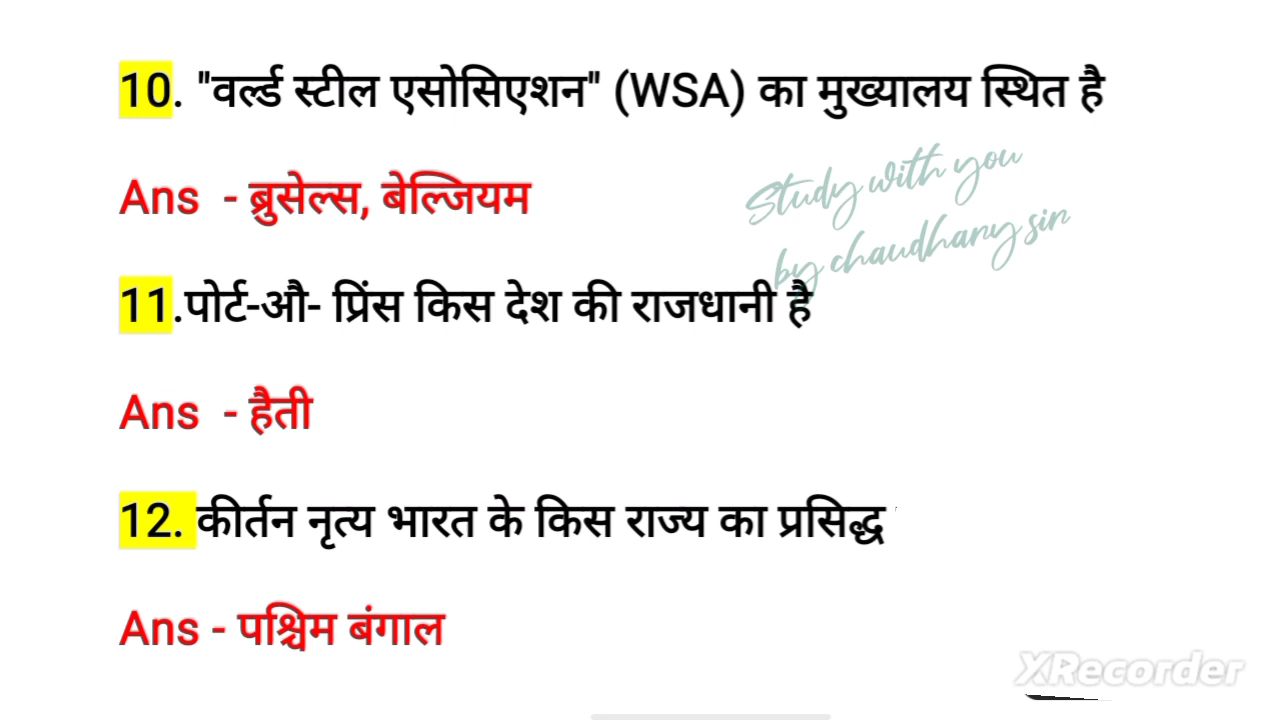 10. "वर्ल्ड स्टील एसोसिएशन" (WSA) का मुख्यालय स्थित है
Ans - ब्रुसेल्स, बेल्जियम
Study with you
by chaudhary sir
11.पोर्ट-औ- प्रिंस किस देश की राजधानी है
Ans - हैती
12. कीर्तन नृत्य भारत के किस राज्य का प्रसिद्ध
Ans - पश्चिम बंगाल
XRecorder